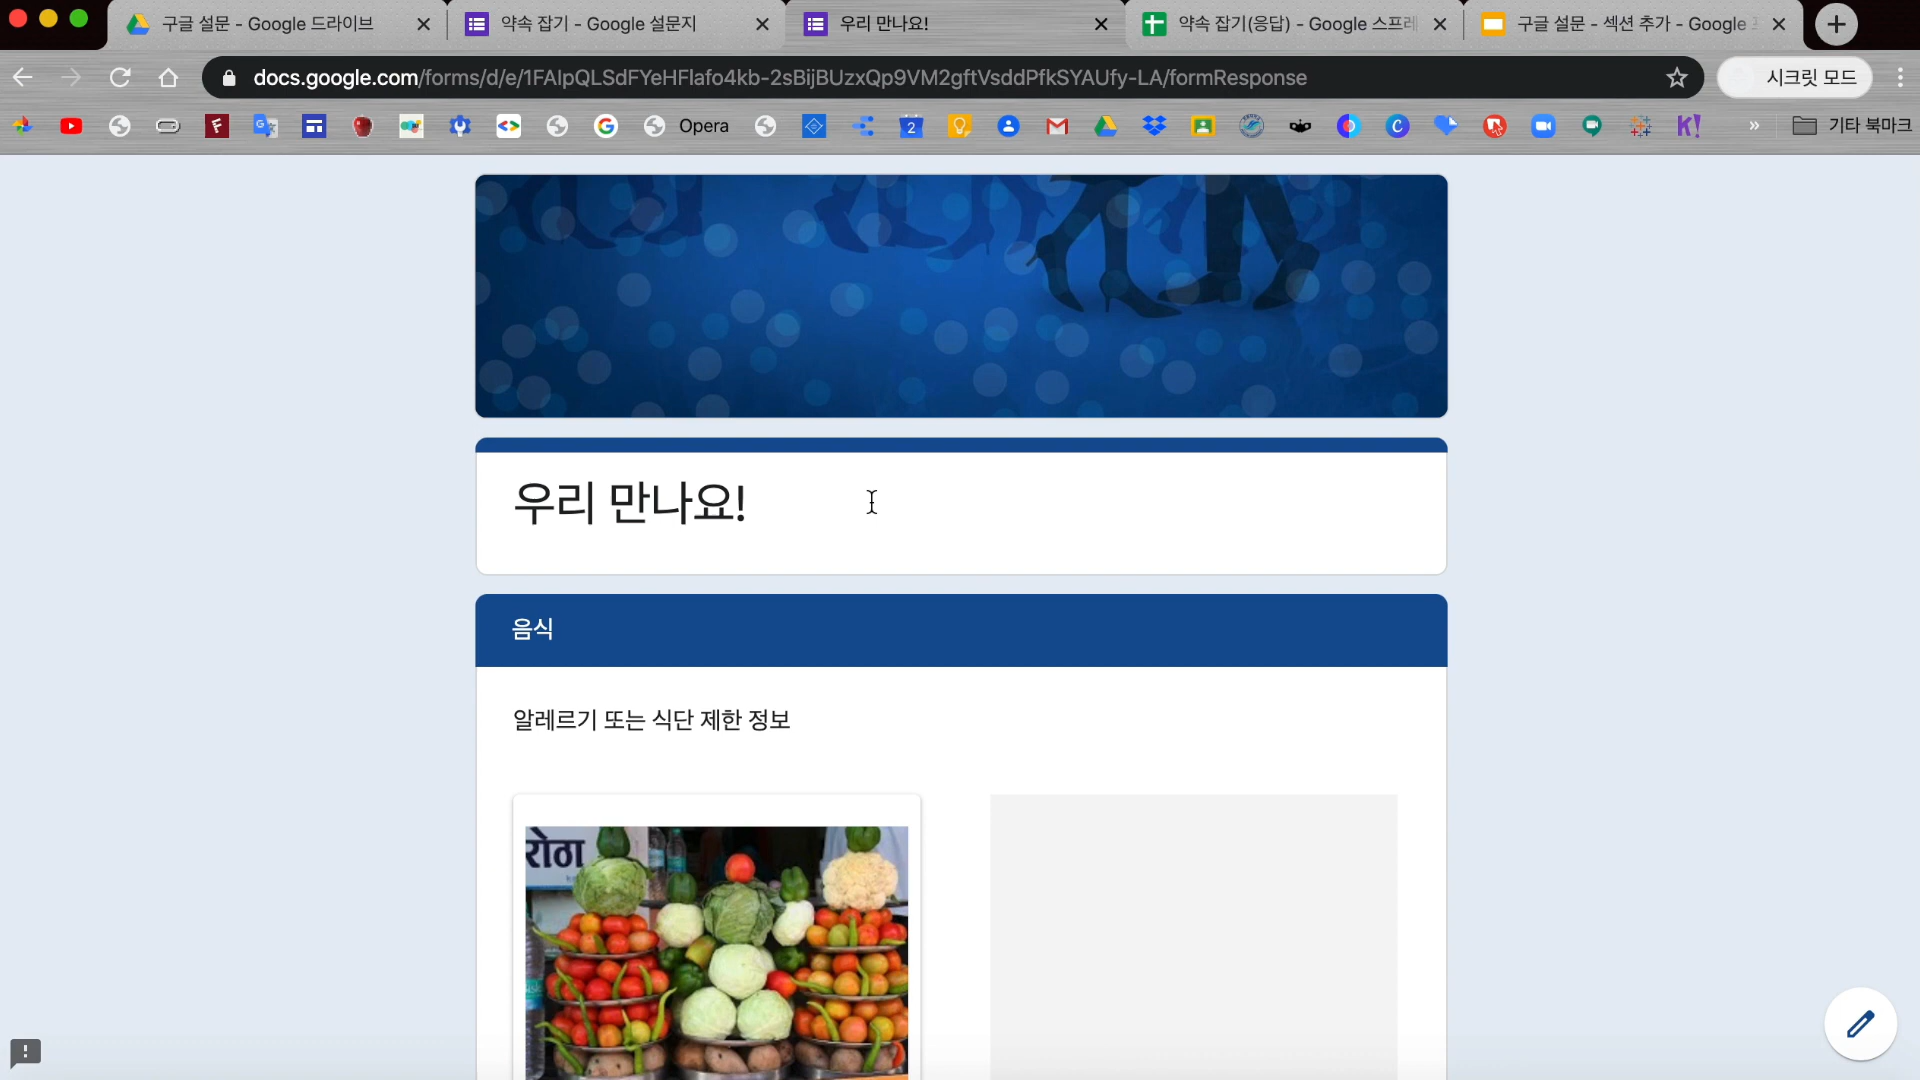 구글 설문 - Google 드라이브
약속 잡기 - Google 설문지
우리 만나요!
약속 잡기(응답) - Google 스프레
구글 설문 - 섹션 추가 - Google
docs.google.com/forms/d/e/1FAIpQLSdFYeHFlafo4kb-2sBijBUzxQp9VM2gftVsddPfkSYAUfy-LA/formResponse
시크릿 모드
Opera
2
기타 북마크
우리 만나요!
음식
알레르기 또는 식단 제한 정보
रोठा